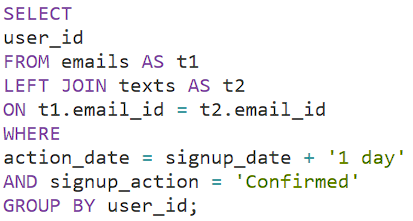 SELECT
user_id
FROM emails AS t1
LEFT JOIN texts AS t2
ON t1.email_id = t2.email_id
WHERE
action_date = signup_date + '1 day'
AND signup_action = 'Confirmed'
GROUP BY user_id;